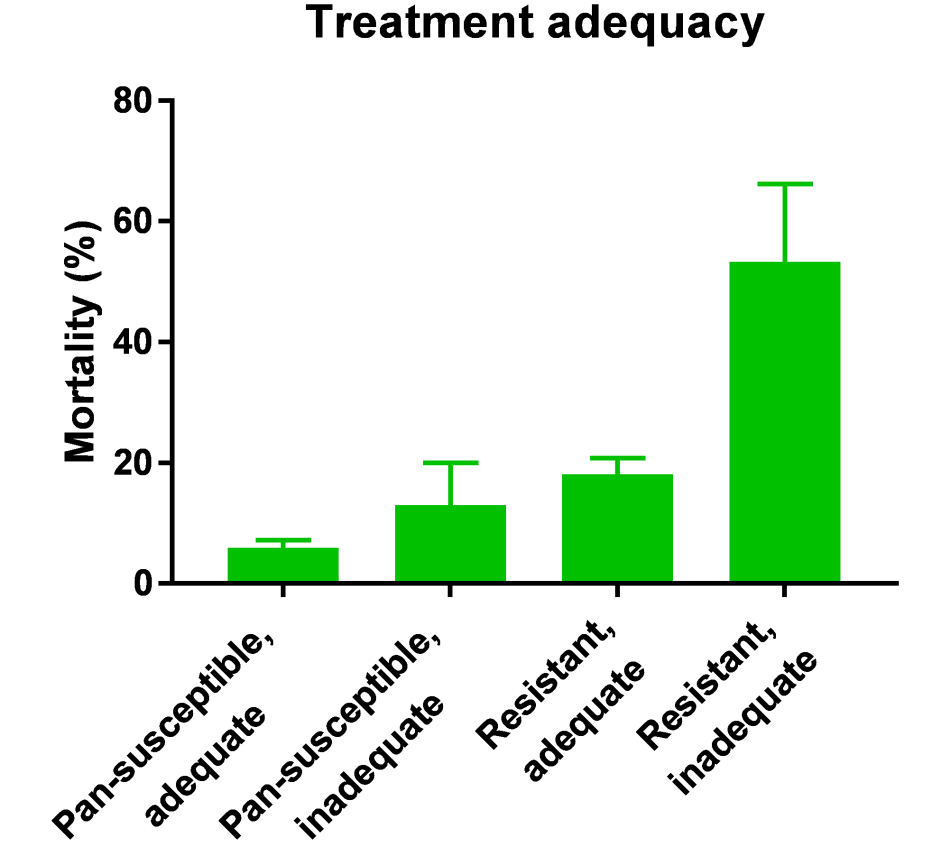 Treatment adequacy
Mortality (%)
80
60
40
20
0
Pan-susceptible,
adequate
Pan-susceptible,
inadequate
Resistant,
adequate
Resistant,
inadequate